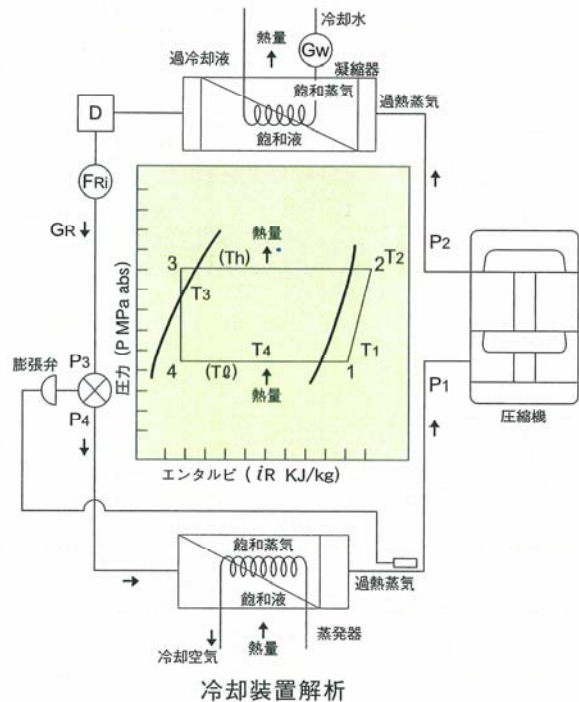 冷却水
熱量
Gw
過冷却液
凝縮器
飽和蒸気
過熱蒸気
飽和液
D
FRi
GR
P2
熱量
3
(Th)
2
T2
T3
圧力 (P MPa abs)
T4
T1
4
(Tℓ)
1
熱量
P3
膨張弁
P4
P1
圧縮機
エンタルピ ( iR KJ/kg)
飽和蒸気
過熱蒸気
飽和液
蒸発器
冷却空気
熱量
冷却装置解析